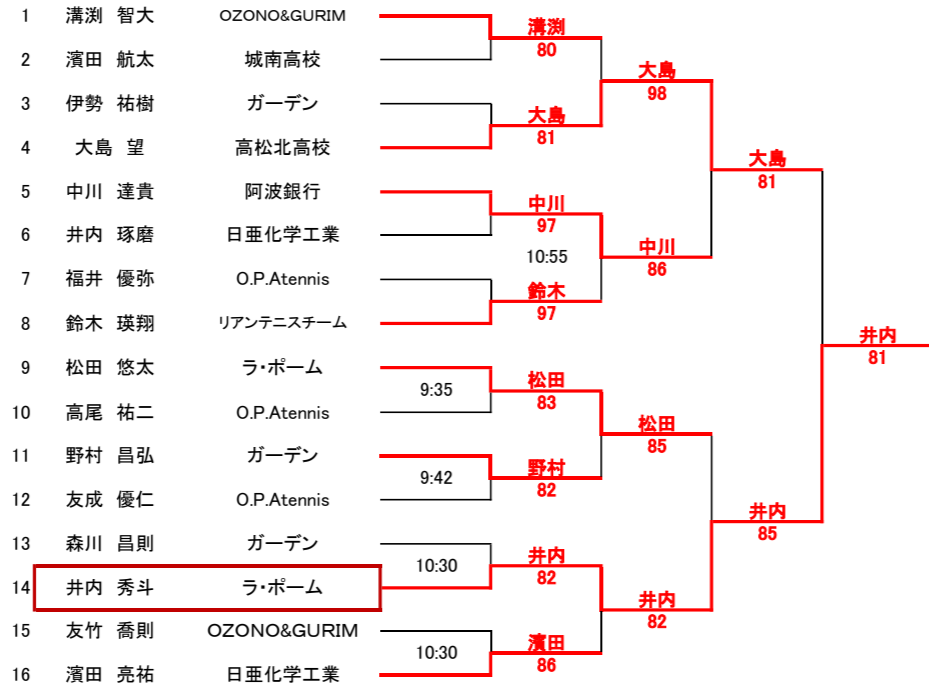 1 溝渕 智大 OZONO&GURIM
溝渕
80
2 濱田 航太 城南高校
大島
98
3 伊勢 祐樹 ガーデン
大島
81
4 大島 望 高松北高校
大島
81
5 中川 達貴 阿波銀行
中川
97
6 井内 琢磨 日亜化学工業
10:55
中川
86
7 福井 優弥 O.P.Atennis
鈴木
97
8 鈴木 瑛翔 リアンテニスチーム
井内
81
9 松田 悠太 ラ・ポーム
9:35
松田
83
10 高尾 祐二 O.P.Atennis
松田
85
11 野村 昌弘 ガーデン
9:42
野村
82
12 友成 優仁 O.P.Atennis
井内
85
13 森川 昌則 ガーデン
10:30
井内
82
14 井内 秀斗 ラ・ポーム
井内
82
15 友竹 喬則 OZONO&GURIM
10:30
濱田
86
16 濱田 亮祐 日亜化学工業